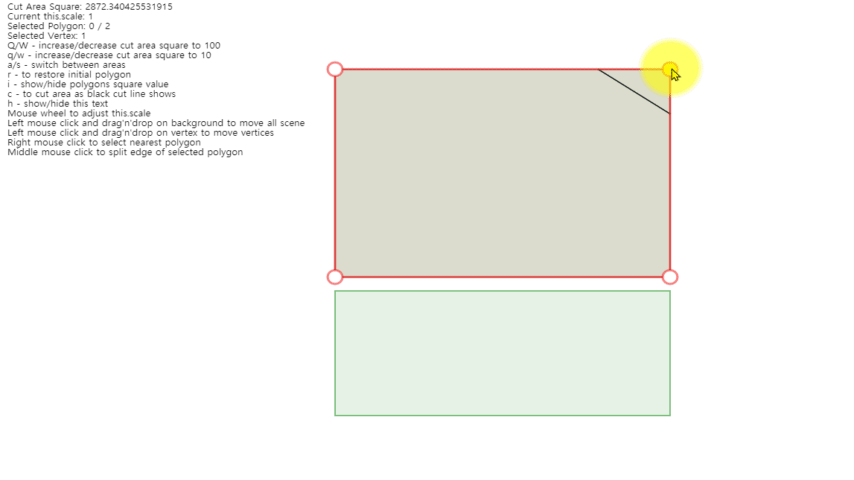 Cut Area Square: 2872.340425531915
Current this.scale: 1
Selected Polygon: 0 / 2
Selected Vertex: 1
Q/W - increase/decrease cut area square to 100
q/w - increase/decrease cut area square to 10
a/s - switch between areas
r - to restore initial polygon
i - show/hide polygons square value
c - to cut area as black cut line shows
h - show/hide this text
Mouse wheel to adjust this.scale
Left mouse click and drag'n'drop on background to move all scene
Left mouse click and drag'n'drop on vertex to move vertices
Right mouse click to select nearest polygon
Middle mouse click to split edge of selected polygon